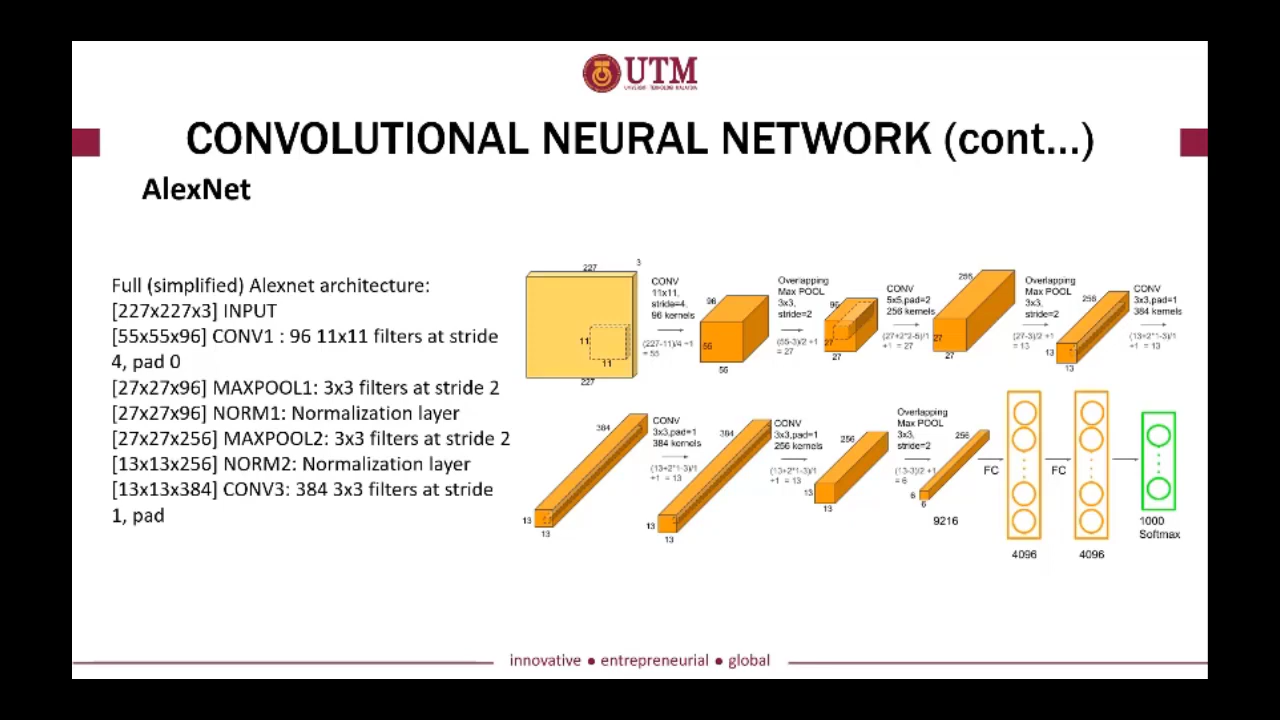 UTM
UNIVERSITI TEKNOLOGI MALAYSIA
CONVOLUTIONAL NEURAL NETWORK (cont...)
AlexNet
Full (simplified) Alexnet architecture:
[227x227x3] INPUT
[55x55x96] CONV1 : 96 11x11 filters at stride
4, pad 0
[27x27x96] MAXPOOL1: 3x3 filters at stride 2
[27x27x96] NORM1: Normalization layer
[27x27x256] MAXPOOL2: 3x3 filters at stride 2
[13x13x256] NORM2: Normalization layer
[13x13x384] CONV3: 384 3x3 filters at stride
1, pad
227
3
11
11
227
CONV
11x11,
stride=4,
96 kernels
(227-11)/4 +1
= 55
96
56
56
Overlapping
Max POOL
3x3,
stride=2
(55-3)/2 +1
= 27
96
27
27
CONV
5x5,pad=2
256 kernels
(27+2*2-5)/1
+1 = 27
27
27
Overlapping
Max POOL
3x3,
stride=2
(27-3)/2 +1
= 13
256
13
13
CONV
3x3,pad=1
384 kernels
(13+2*1-3)/1
+1 = 13
384
13
13
CONV
3x3,pad=1
384 kernels
(13+2*1-3)/1
+1 = 13
384
13
13
CONV
3x3,pad=1
256 kernels
(13+2*1-3)/1
+1 = 13
256
13
13
Overlapping
Max POOL
3x3,
stride=2
(13-3)/2 +1
= 6
256
6
6
9216
FC
4096
FC
4096
1000
Softmax
innovative ● entrepreneurial ● global